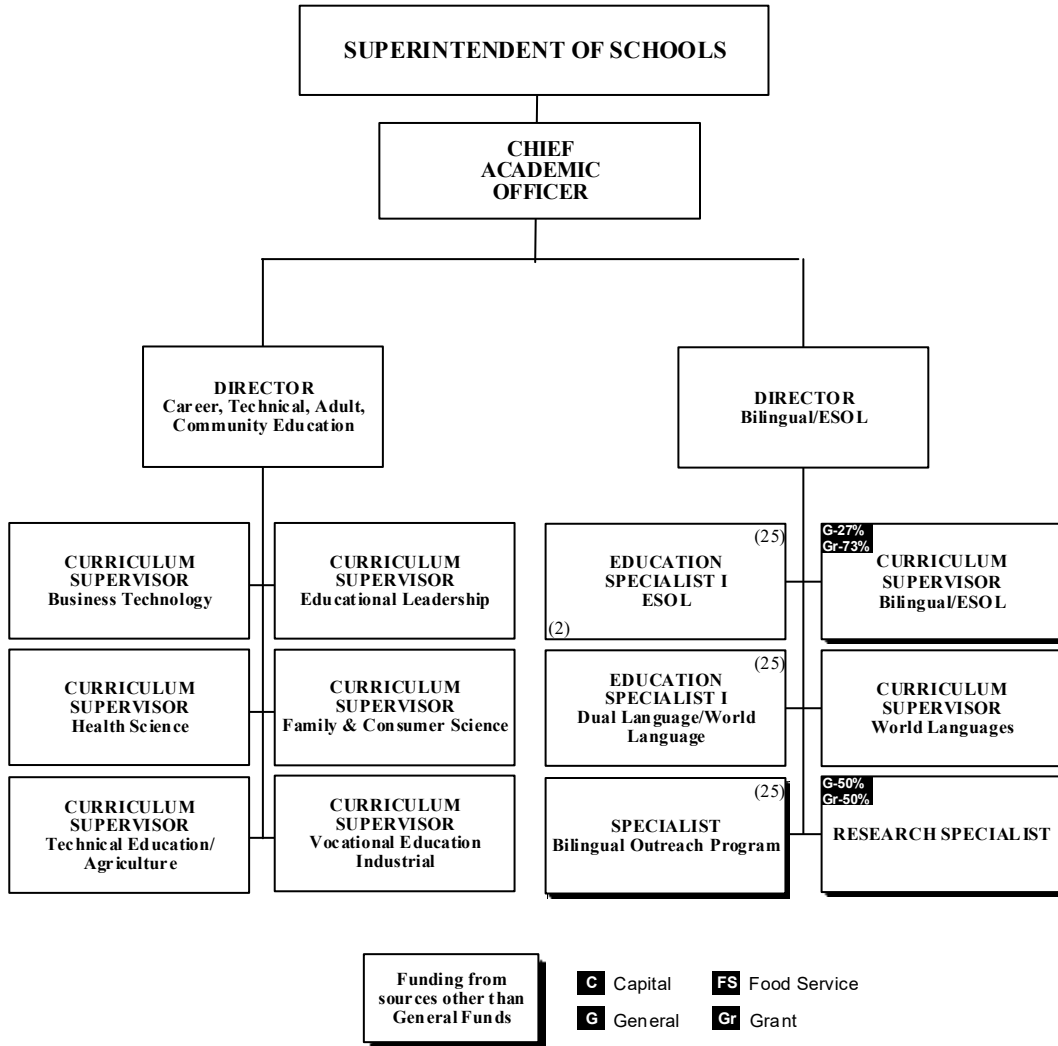 SUPERINTENDENT OF SCHOOLS
CHIEF
ACADEMIC
OFFICER
DIRECTOR
Career, Technical, Adult,
Community Education
DIRECTOR
Bilingual/ESOL
CURRICULUM
SUPERVISOR
Business Technology
CURRICULUM
SUPERVISOR
Educational Leadership
(25)
EDUCATION
SPECIALIST I
ESOL
(2)
G-27%
Gr-73%
CURRICULUM
SUPERVISOR
Bilingual/ESOL
CURRICULUM
SUPERVISOR
Health Science
CURRICULUM
SUPERVISOR
Family & Consumer Science
(25)
EDUCATION
SPECIALIST I
Dual Language/World
Language
CURRICULUM
SUPERVISOR
World Languages
CURRICULUM
SUPERVISOR
Technical Education/
Agriculture
CURRICULUM
SUPERVISOR
Vocational Education
Industrial
(25)
SPECIALIST
Bilingual Outreach Program
G-50%
Gr-50%
RESEARCH SPECIALIST
Funding from
sources other than
General Funds
C Capital
FS Food Service
G General
Gr Grant